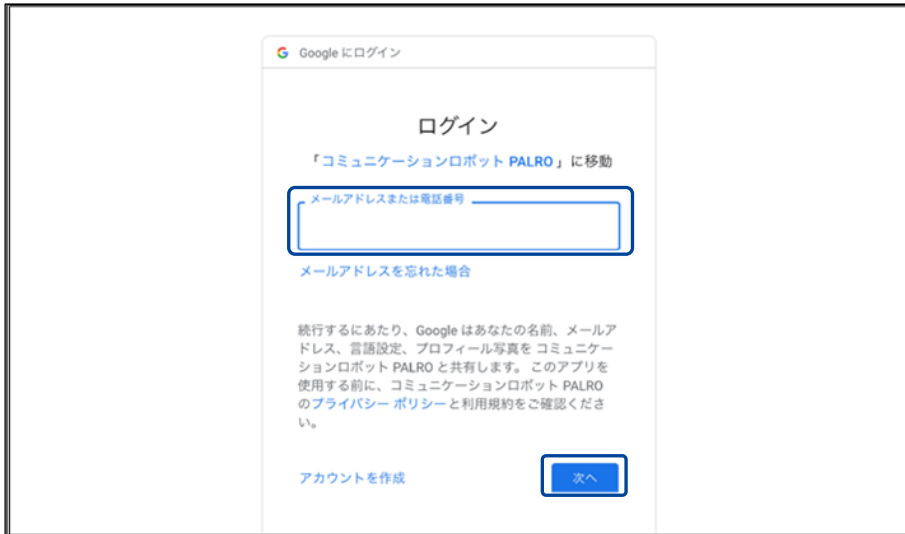 Google にログイン
ログイン
「コミュニケーションロボット PALRO」に移動
メールアドレスまたは電話番号
メールアドレスを忘れた場合
続行するにあたり、Google はあなたの名前、メールア
ドレス、言語設定、プロフィール写真を コミュニケー
ションロボット PALRO と共有します。このアプリを
使用する前に、コミュニケーションロボット PALRO
のプライバシー ポリシーと利用規約をご確認くださ
い。
アカウントを作成
次へ